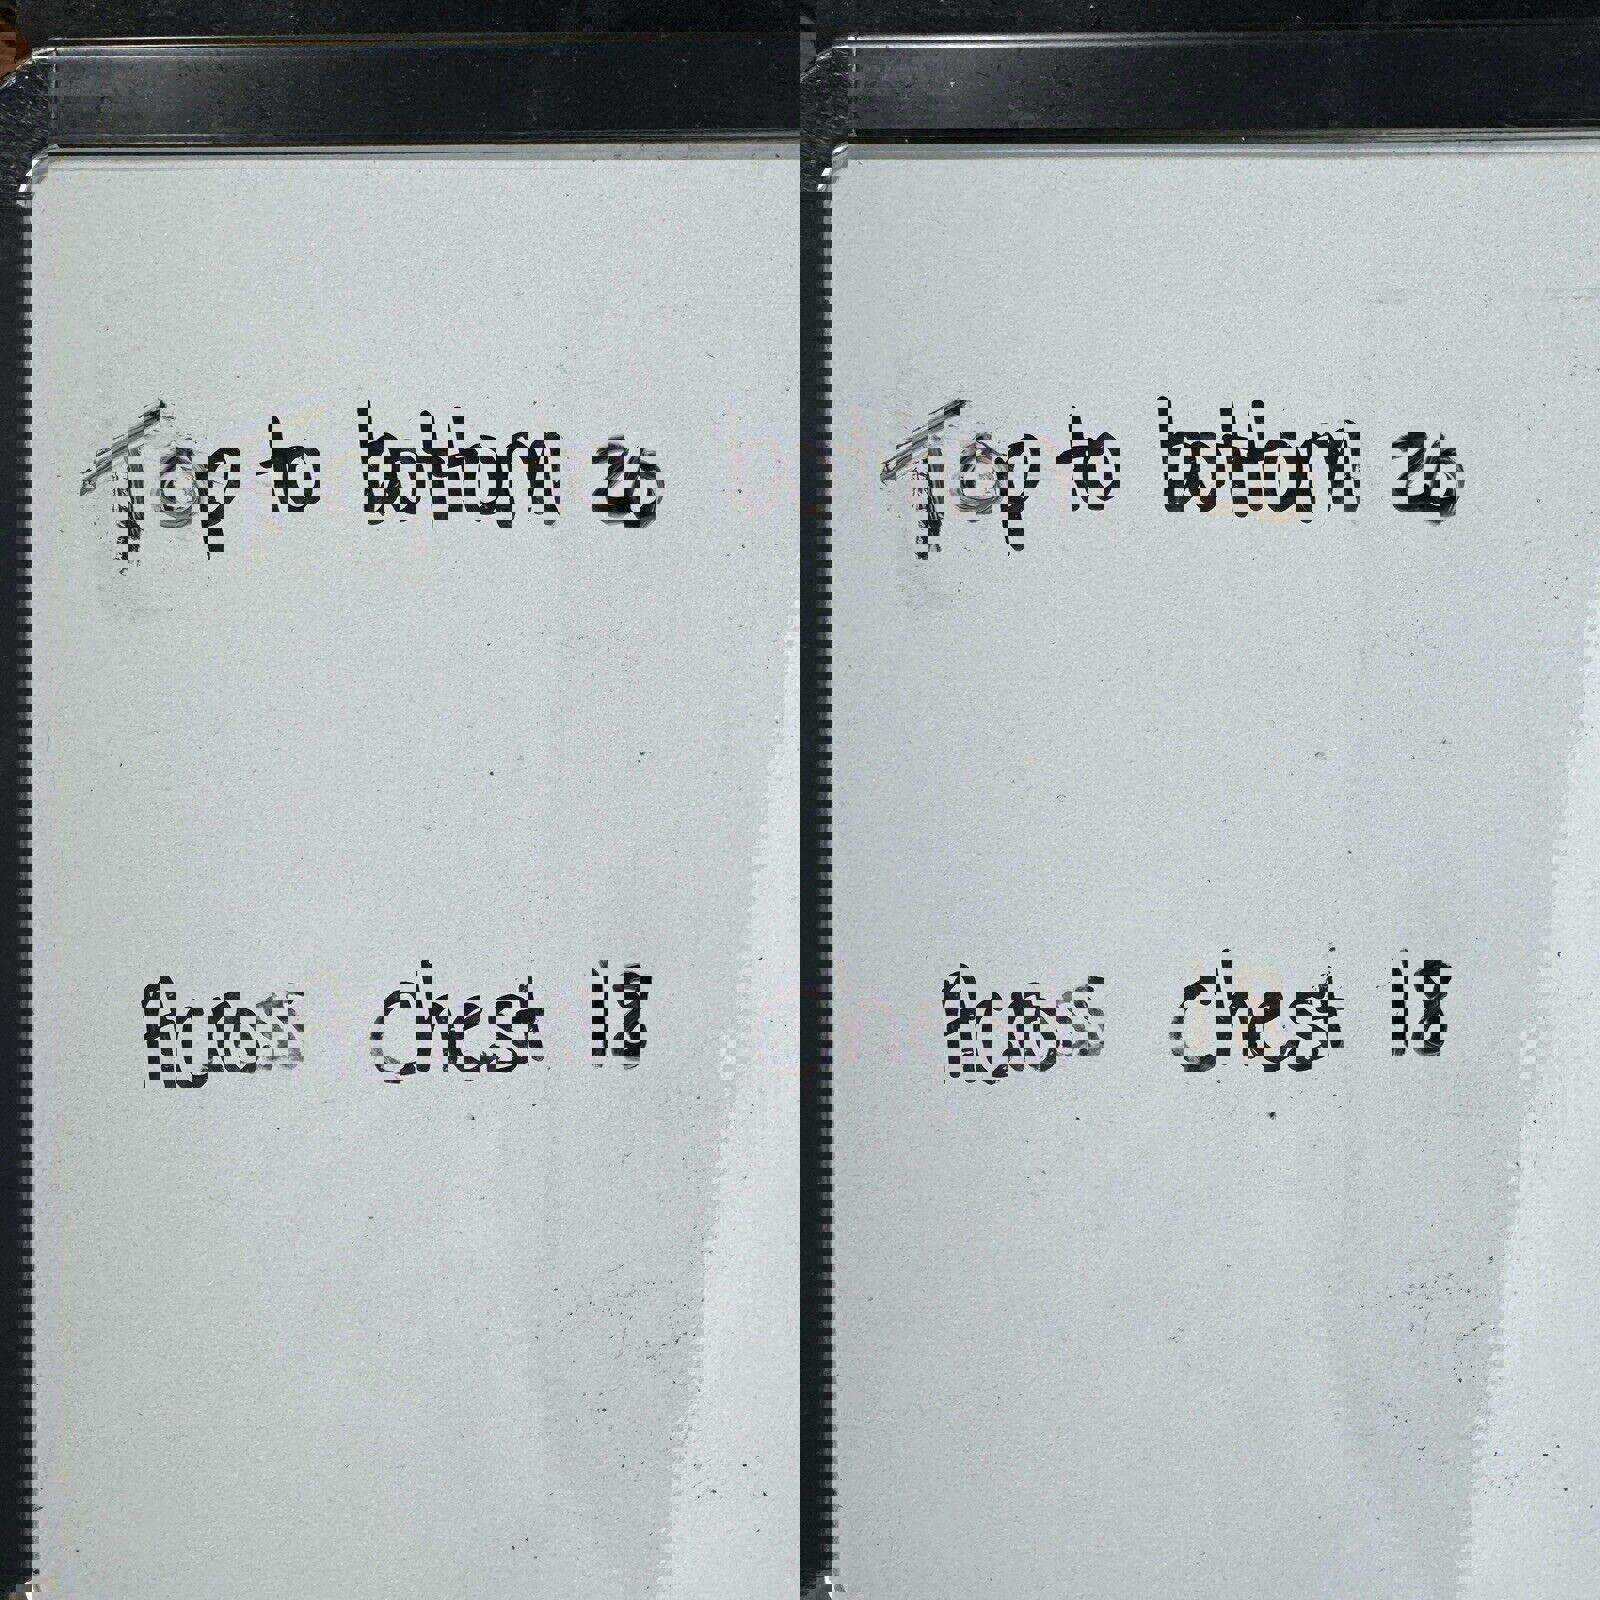 Top to bottom 26 Top to bottom 26
Across Chest 18 Across Chest 18